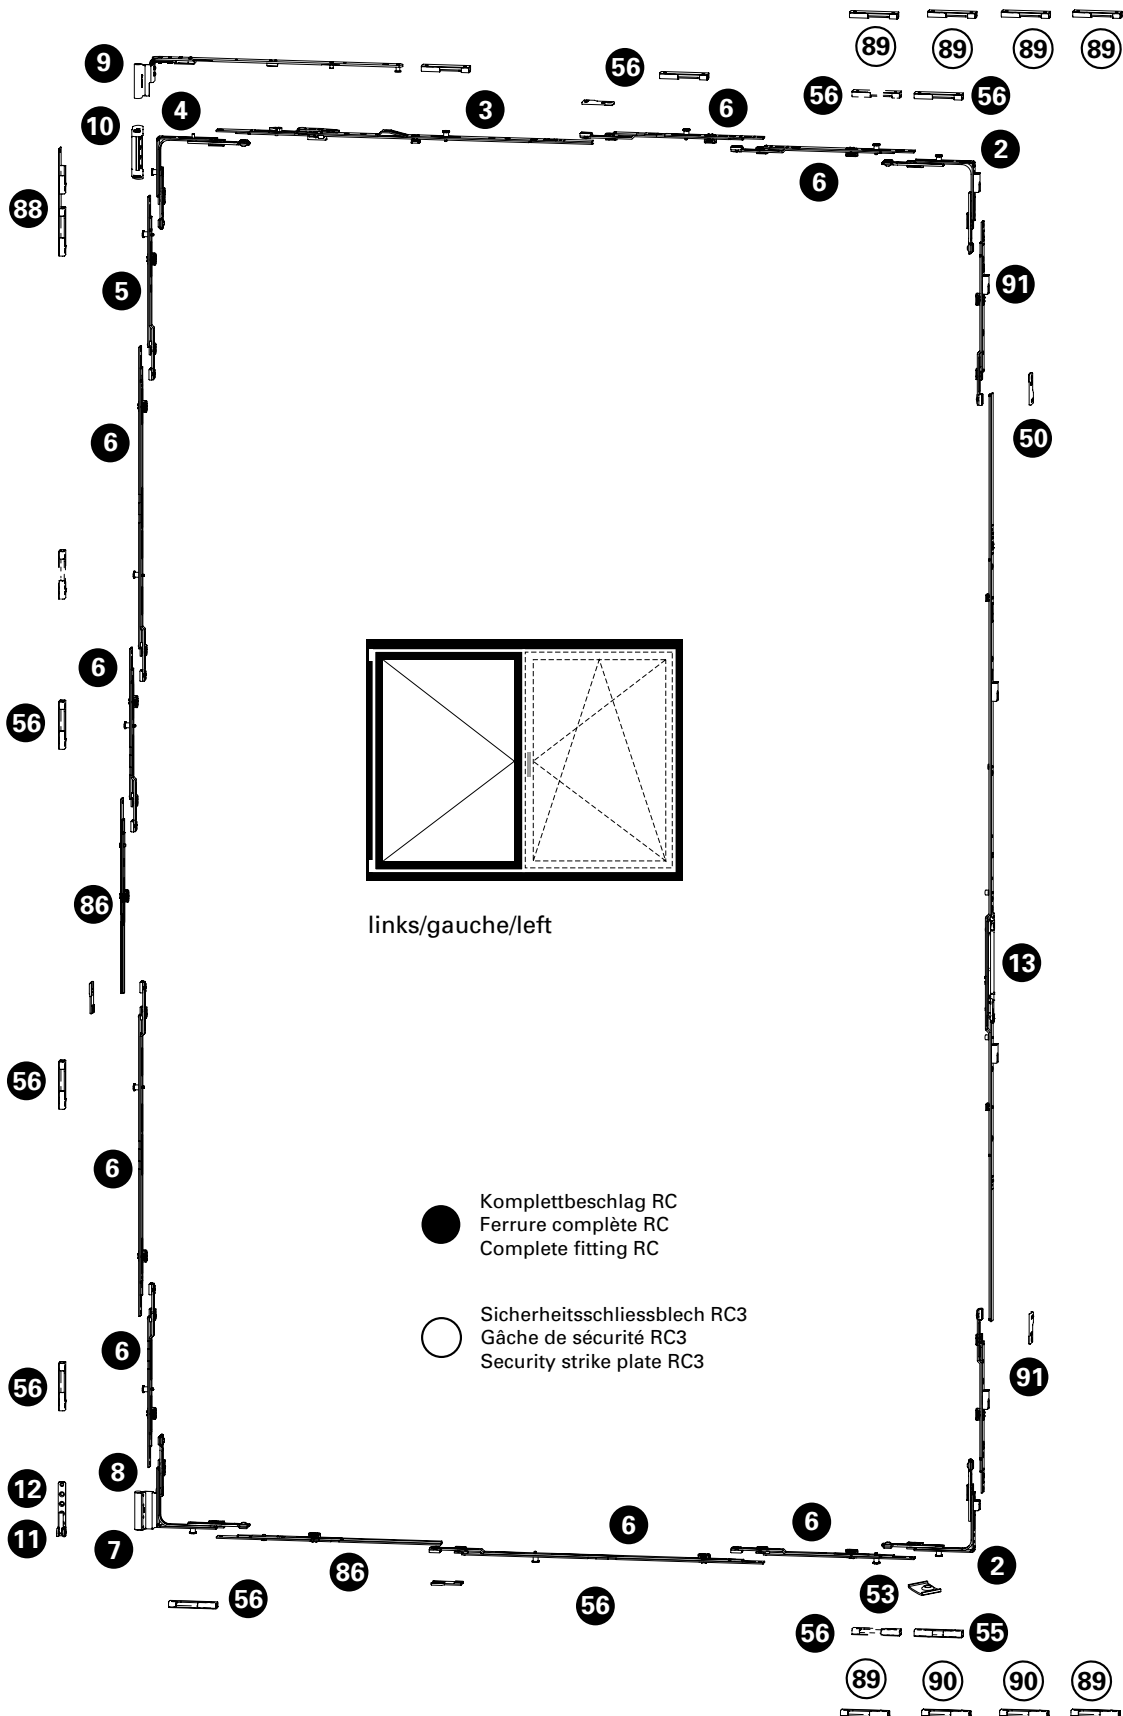 89 89 89 89
9 56 56 56
4 3 6
10 2
6
88
5 91
6 50
6
56
86
links/gauche/left
13
56
6
Komplettbeschlag RC
Ferrure complète RC
Complete fitting RC
Sicherheitsschliessblech RC3
Gâche de sécurité RC3
Security strike plate RC3
6
56 91
8
12
11 7 6 6
86 2
56 56 53
56 55
89 90 90 89